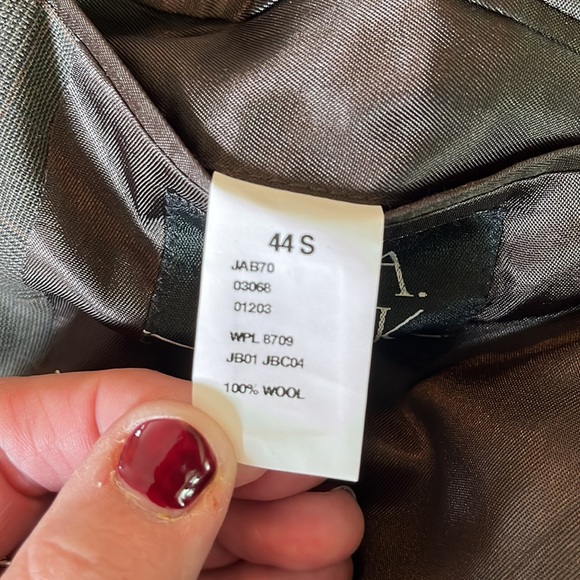 44 S
JAB70
03068
01203
WPL 8709
JB01 JBC04
100% WOOL
A.
K